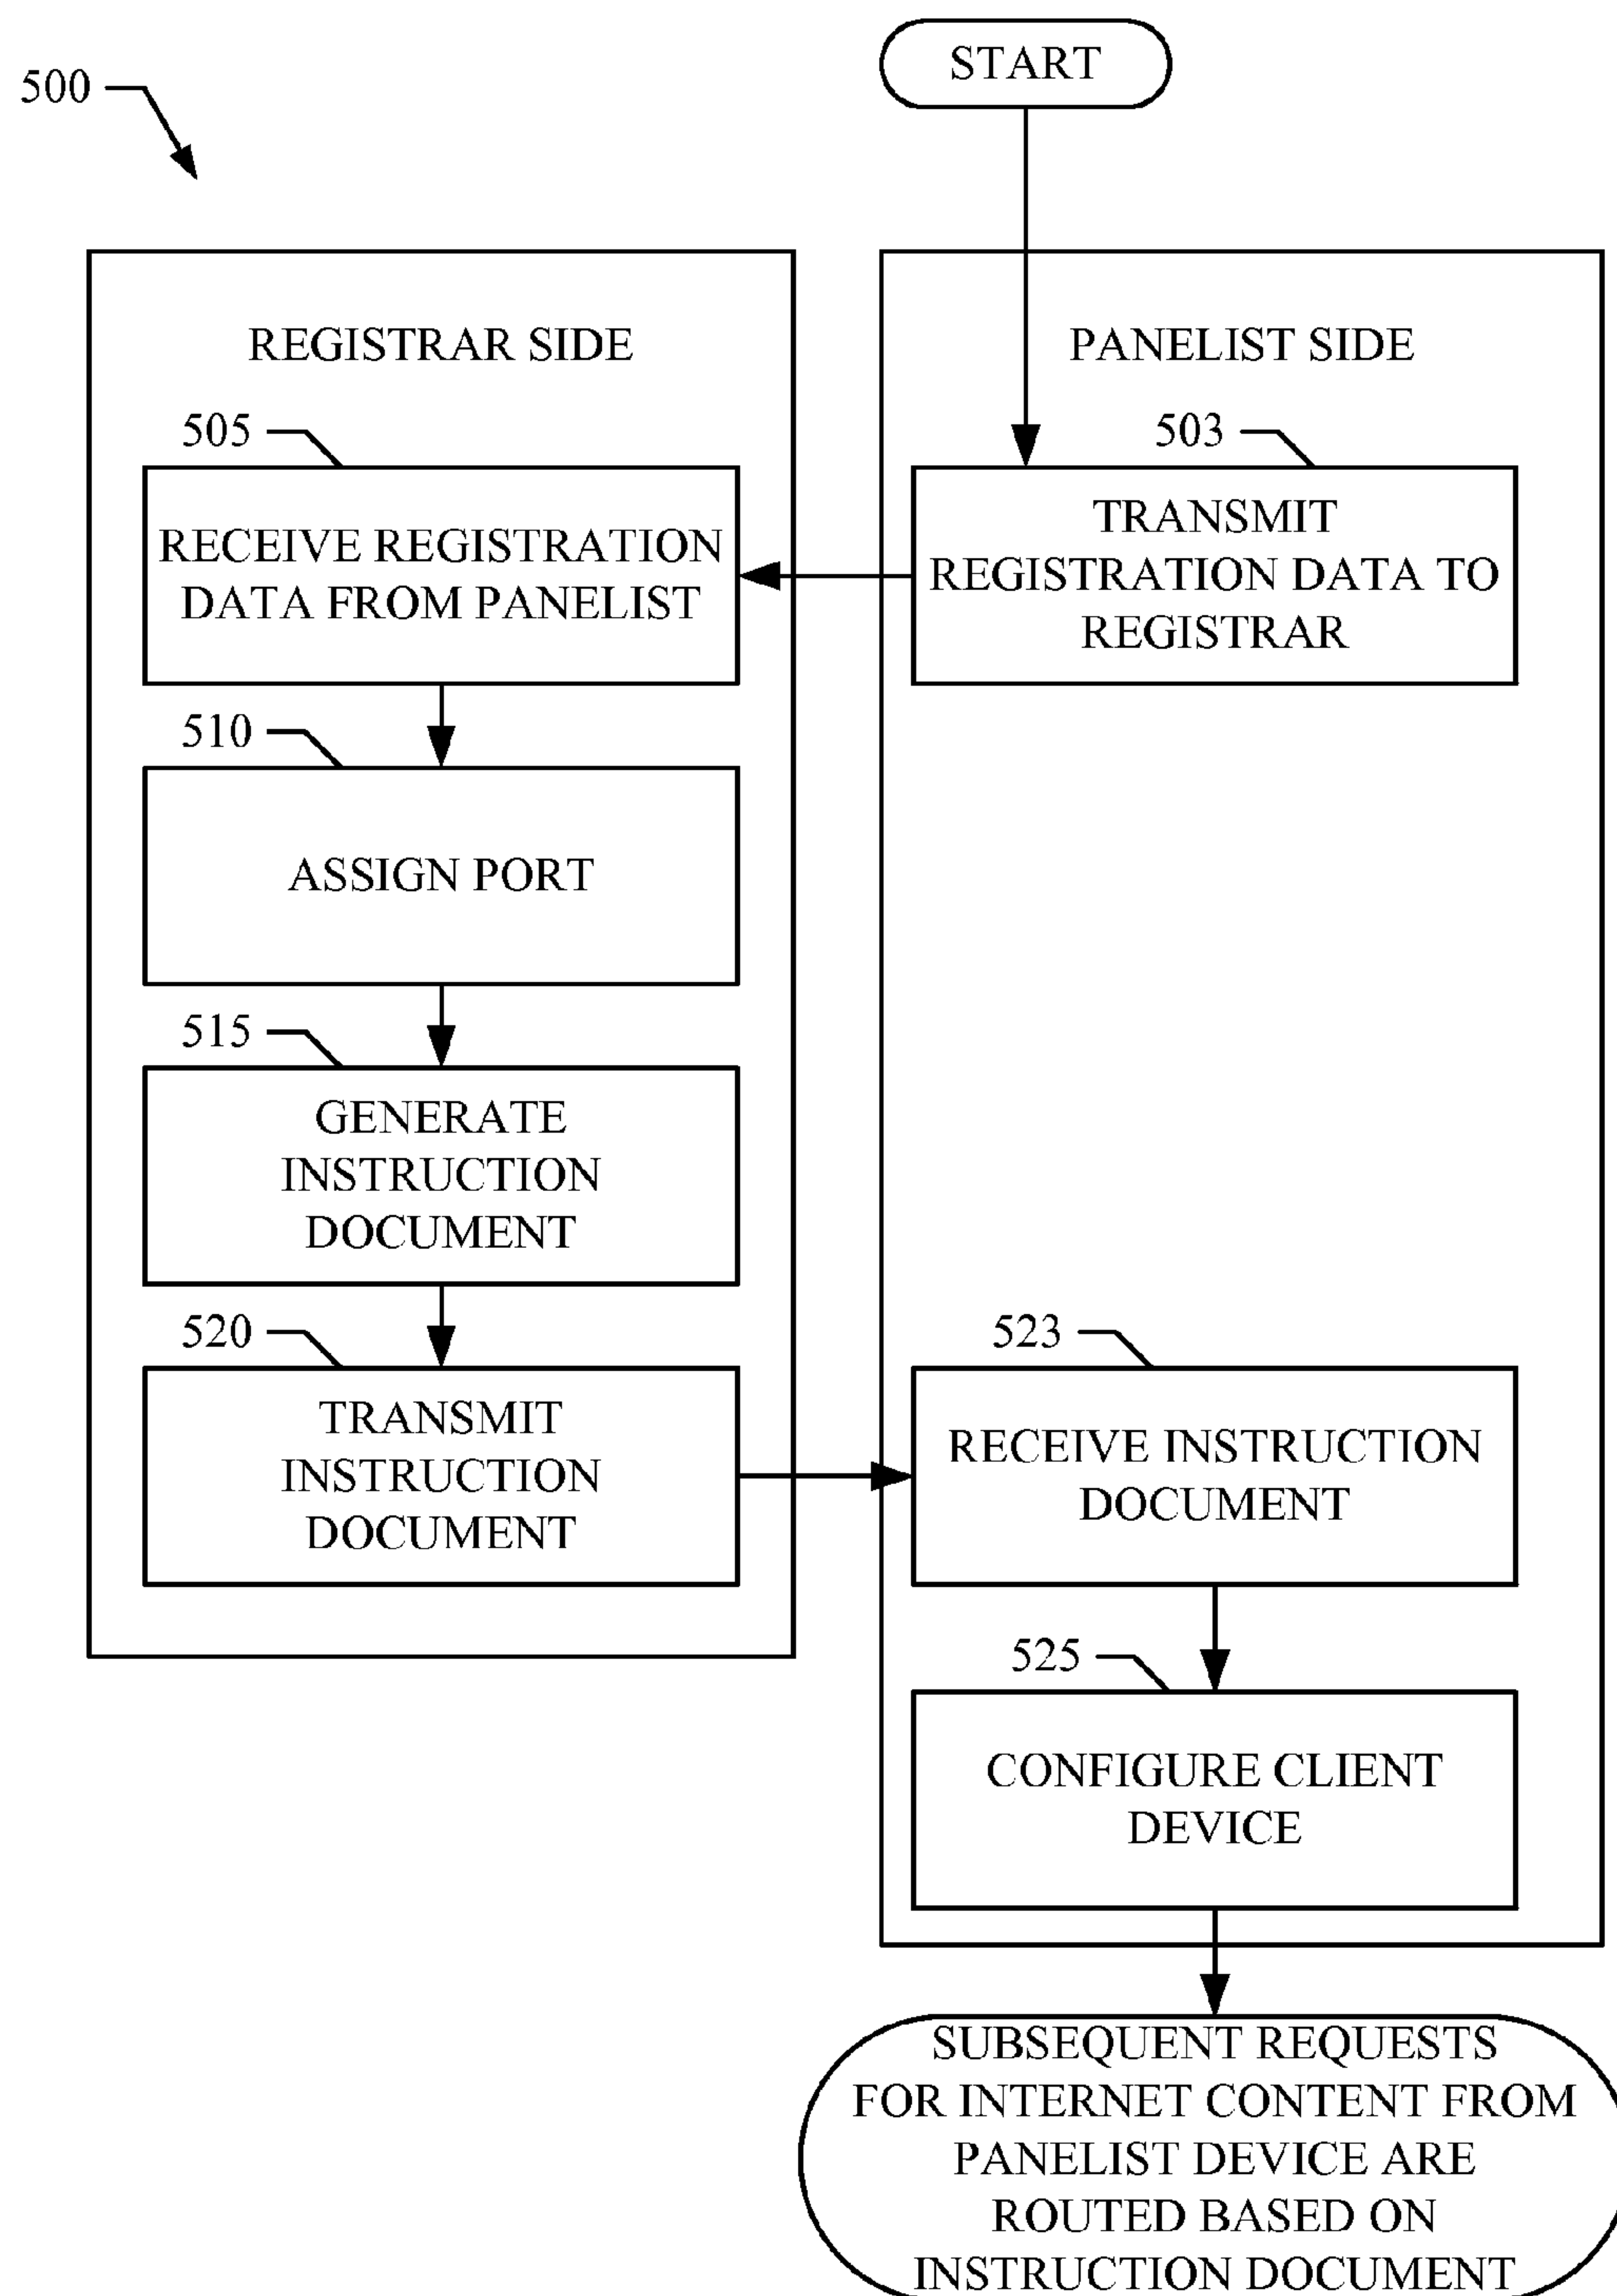 START
500
REGISTRAR SIDE
PANELIST SIDE
505
503
RECEIVE REGISTRATION
DATA FROM PANELIST
TRANSMIT
REGISTRATION DATA TO
REGISTRAR
510
ASSIGN PORT
515
GENERATE
INSTRUCTION
DOCUMENT
520
523
TRANSMIT
INSTRUCTION
DOCUMENT
RECEIVE INSTRUCTION
DOCUMENT
525
CONFIGURE CLIENT
DEVICE
SUBSEQUENT REQUESTS
FOR INTERNET CONTENT FROM
PANELIST DEVICE ARE
ROUTED BASED ON
INSTRUCTION DOCUMENT